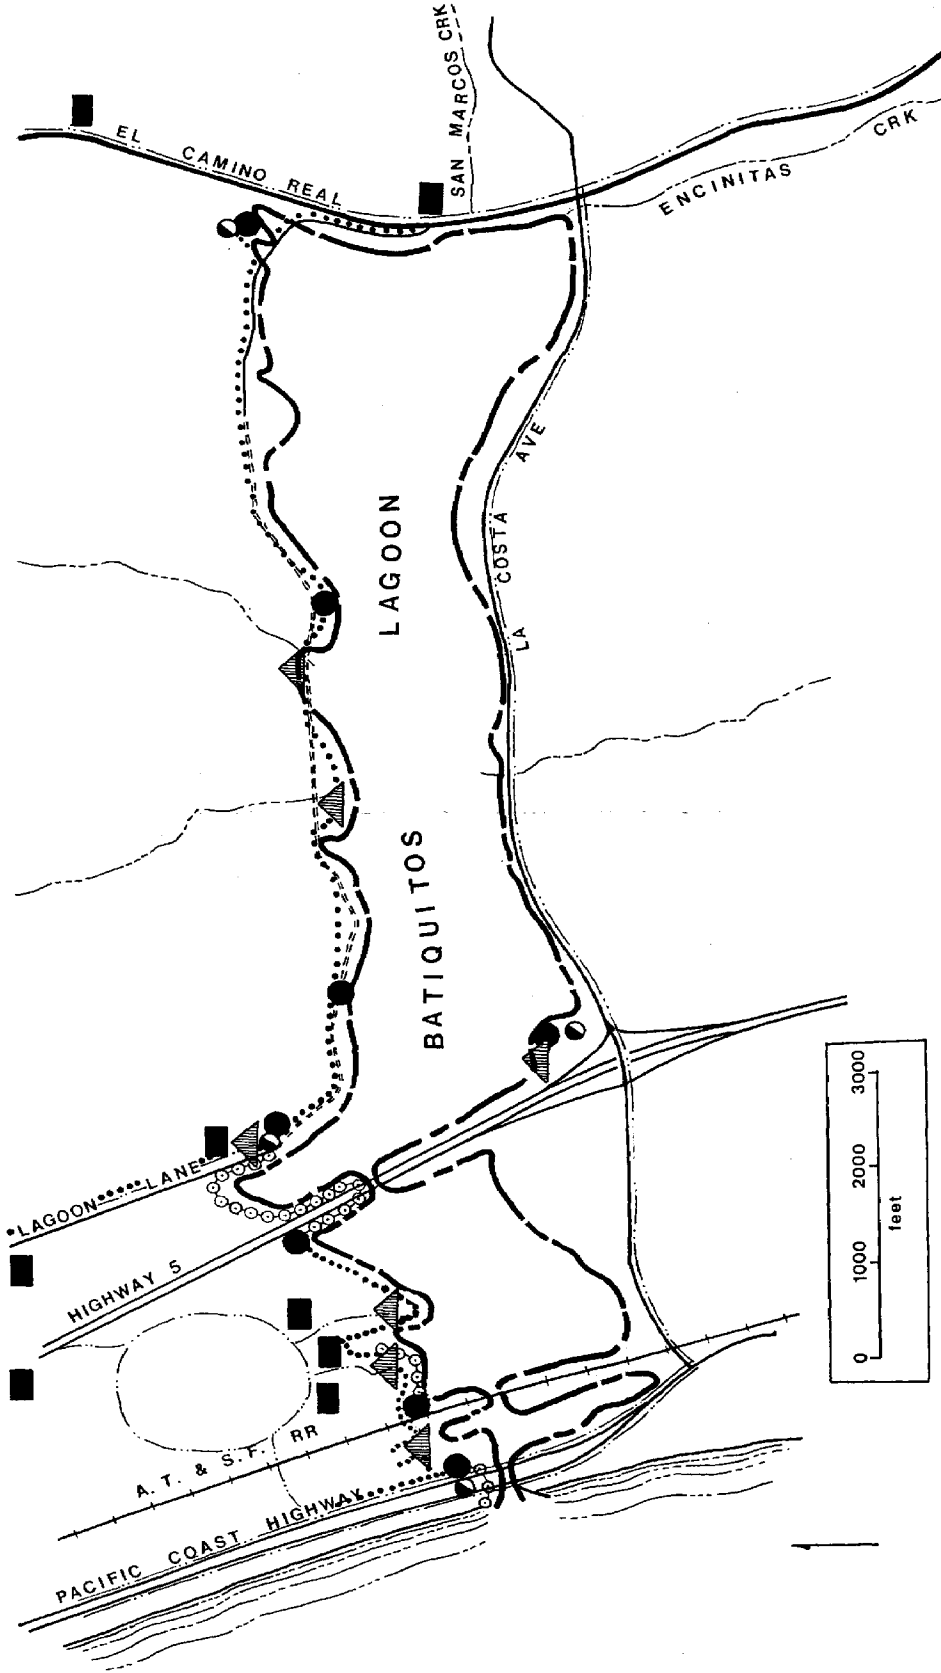 SAN MARCOS CRK
EL CAMINO REAL
ENCINITAS CRK
LAGOON
LA COSTA AVE
BATIQUITOS
LAGOON LANE
HIGHWAY 5
A.T. & S.F. RR
PACIFIC COAST HIGHWAY
0 1000 2000 3000
feet